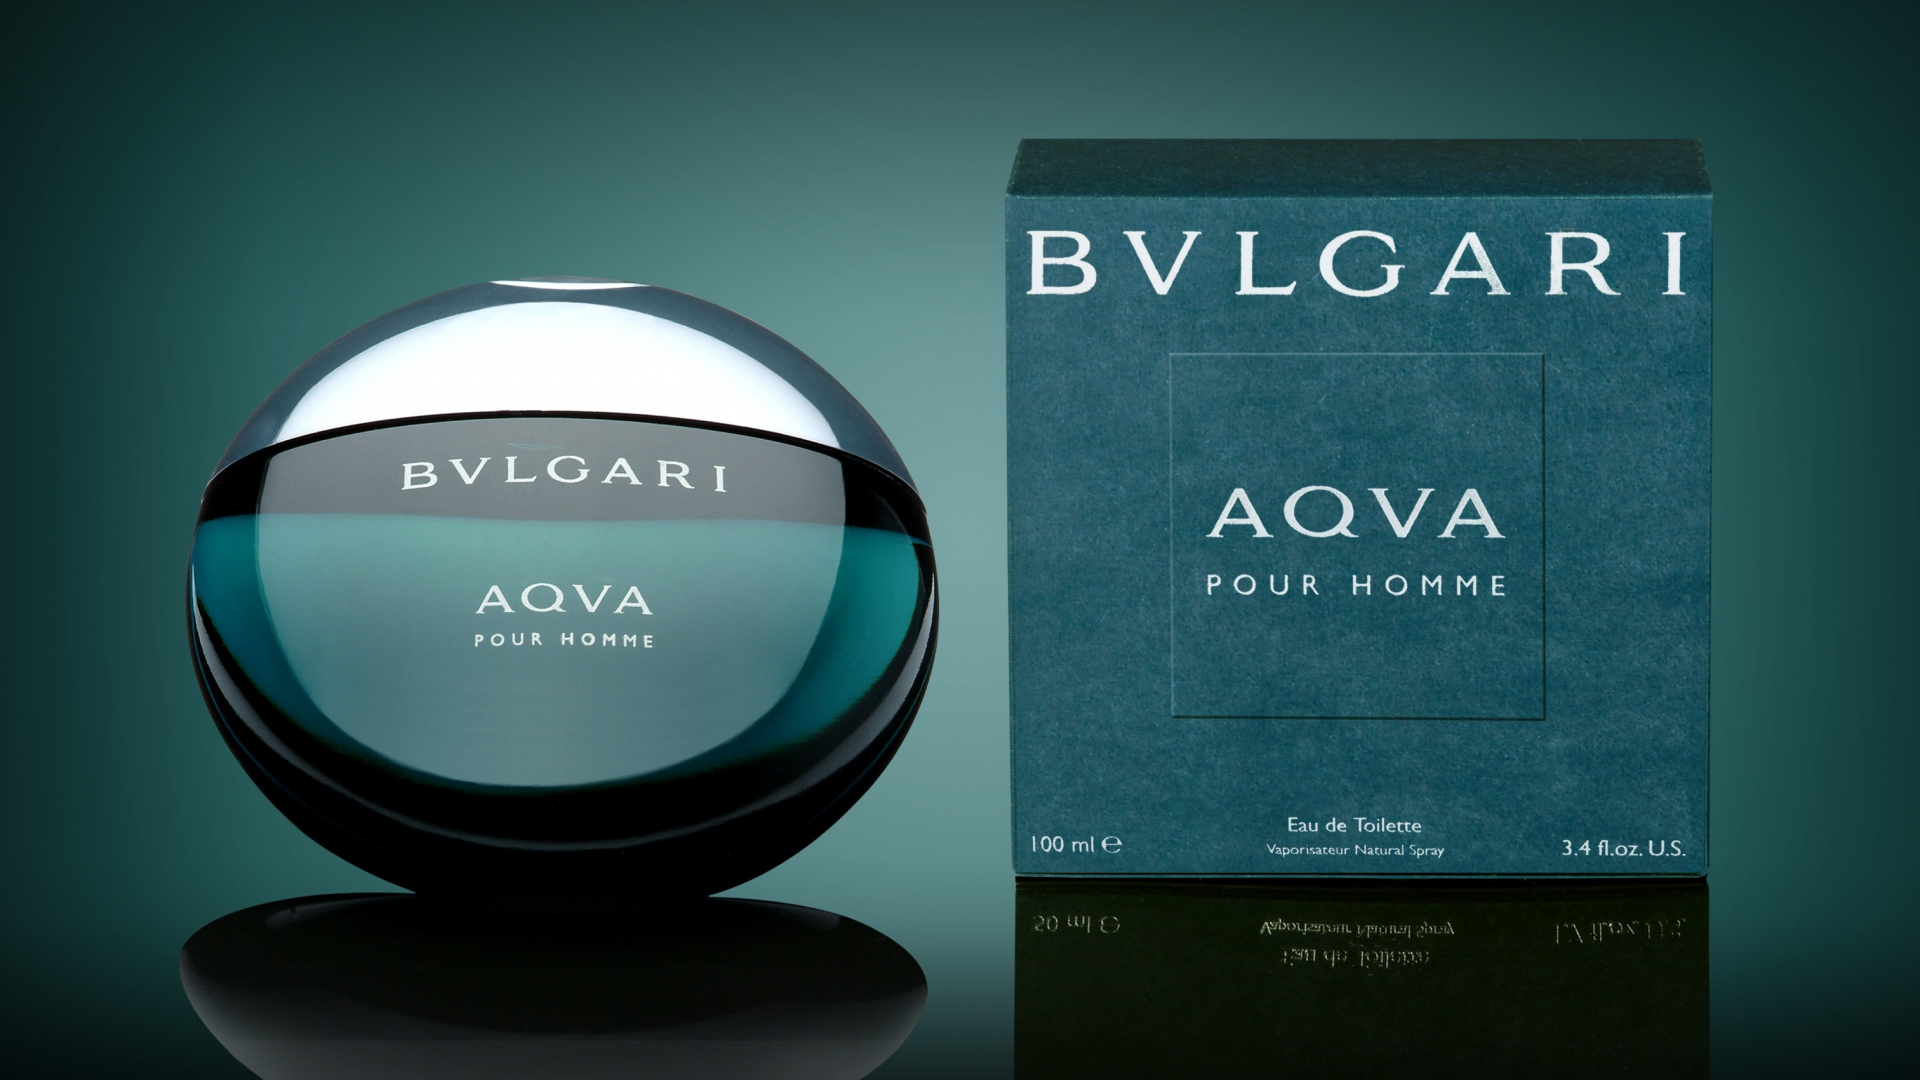 BVLGARI
AQVA
POUR HOMME
BVLGARI
AQVA
POUR HOMME
Eau de Toilette
100 ml ℮
Vaporisateur Natural Spray
3.4 fl.oz. U.S.